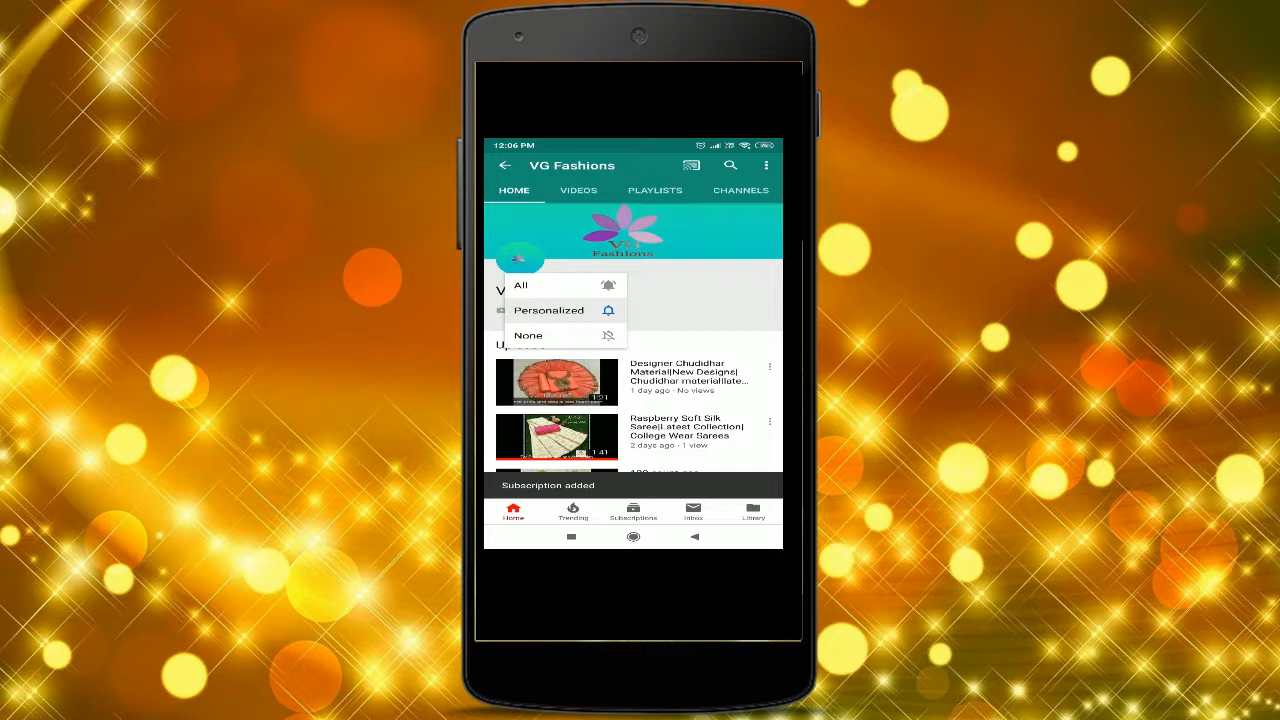 12:06 PM
VG Fashions
HOME VIDEOS PLAYLISTS CHANNELS
VG
Fashions
All
Personalized
None
Designer Chudidhar
Material|New Designs|
Chudidhar material|late...
1 day ago · No views
1:21
Raspberry Soft Silk
Saree|Latest Collection|
College Wear Sarees
2 days ago · 1 view
1:41
Subscription added
Home Trending Subscriptions Inbox Library